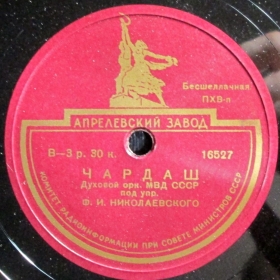 Бесшеллачная
ПХВ-п
АПРЕЛЕВСКИЙ ЗАВОД
В—3 р. 30 к.
16527
ЧАРДАШ
Духовой орк. МВД СССР
под упр.
Ф. И. НИКОЛАЕВСКОГО
КОМИТЕТ РАДИОИНФОРМАЦИИ ПРИ СОВЕТЕ МИНИСТРОВ СССР